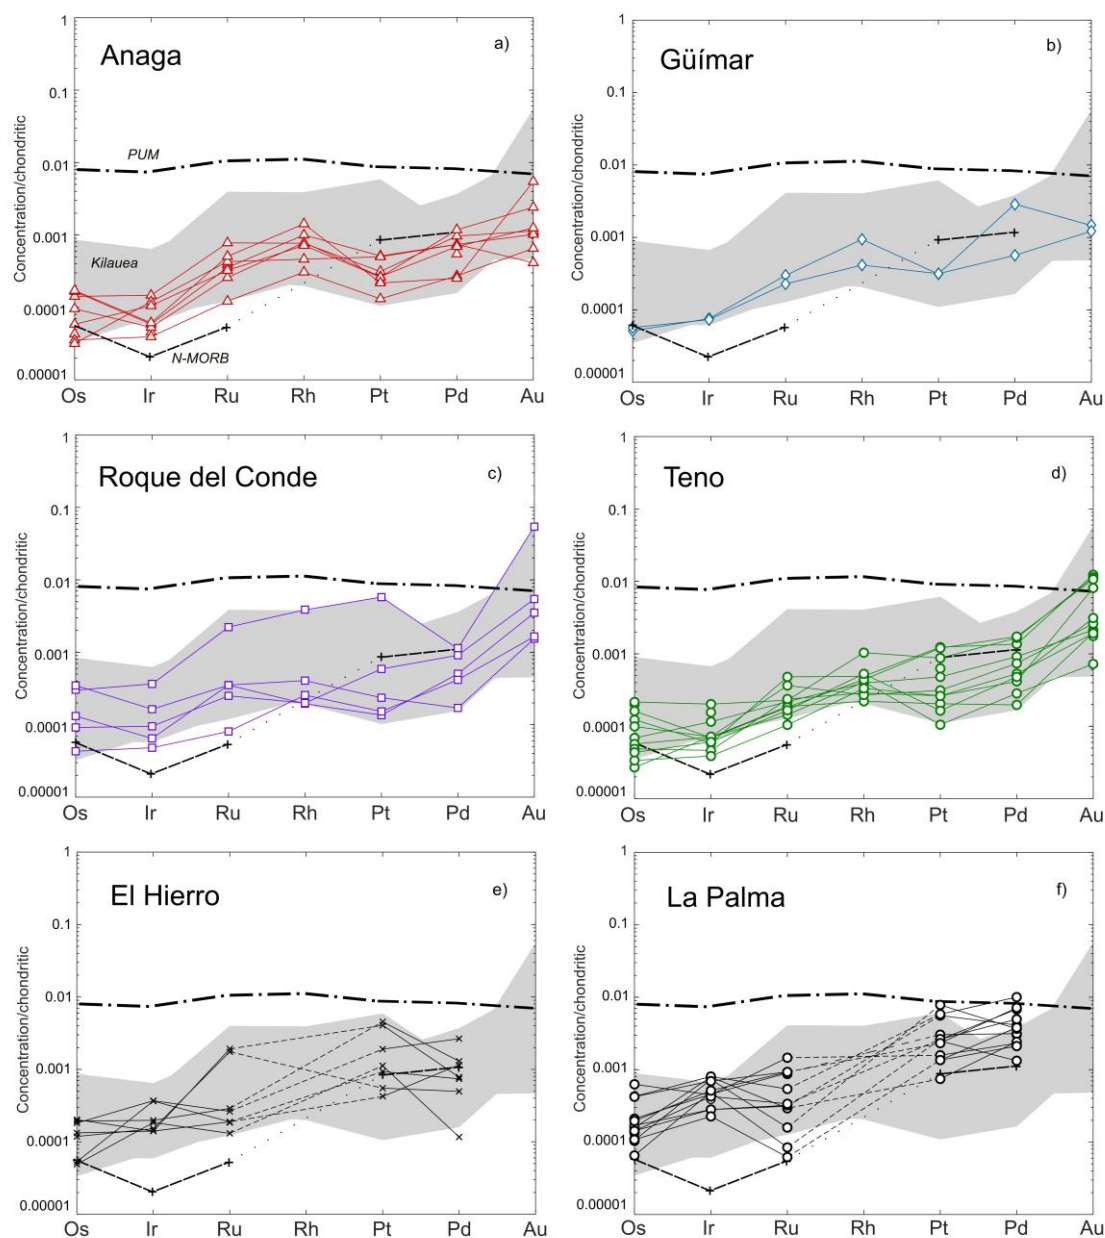 Anaga
a)
Concentration/chondritic
1
0.1
0.01
0.001
0.0001
0.00001
PUM
Kilauea
N-MORB
Os Ir Ru Rh Pt Pd Au
Güímar
b)
Concentration/chondritic
1
0.1
0.01
0.001
0.0001
0.00001
Os Ir Ru Rh Pt Pd Au
Roque del Conde
c)
Concentration/chondritic
1
0.1
0.01
0.001
0.0001
0.00001
Os Ir Ru Rh Pt Pd Au
Teno
d)
Concentration/chondritic
1
0.1
0.01
0.001
0.0001
0.00001
Os Ir Ru Rh Pt Pd Au
El Hierro
e)
Concentration/chondritic
1
0.1
0.01
0.001
0.0001
0.00001
Os Ir Ru Rh Pt Pd Au
La Palma
f)
Concentration/chondritic
1
0.1
0.01
0.001
0.0001
0.00001
Os Ir Ru Rh Pt Pd Au